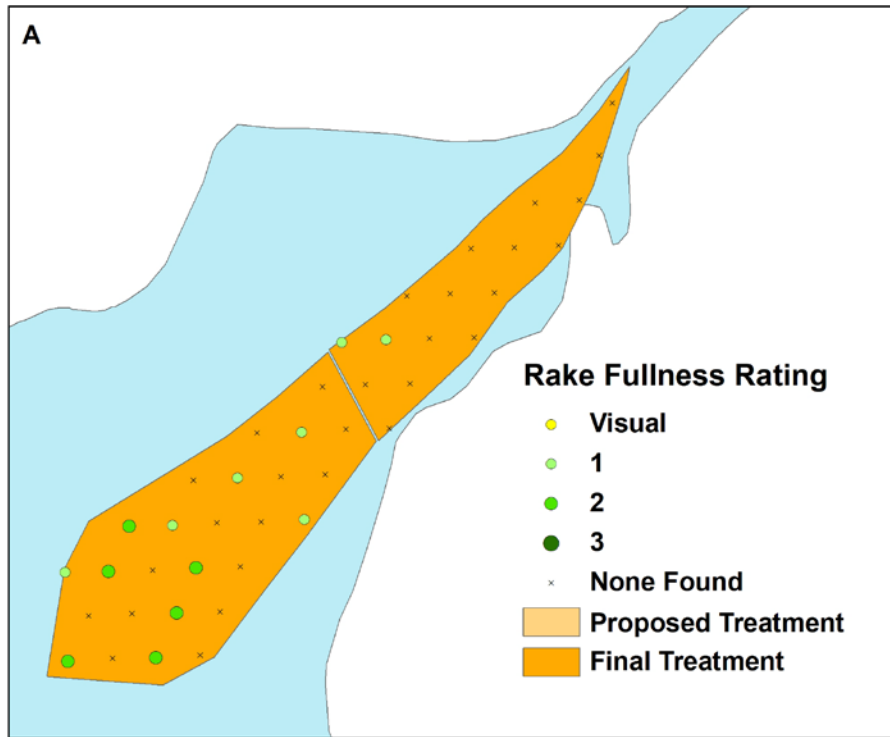 A
Rake Fullness Rating
Visual
1
2
3
None Found
Proposed Treatment
Final Treatment